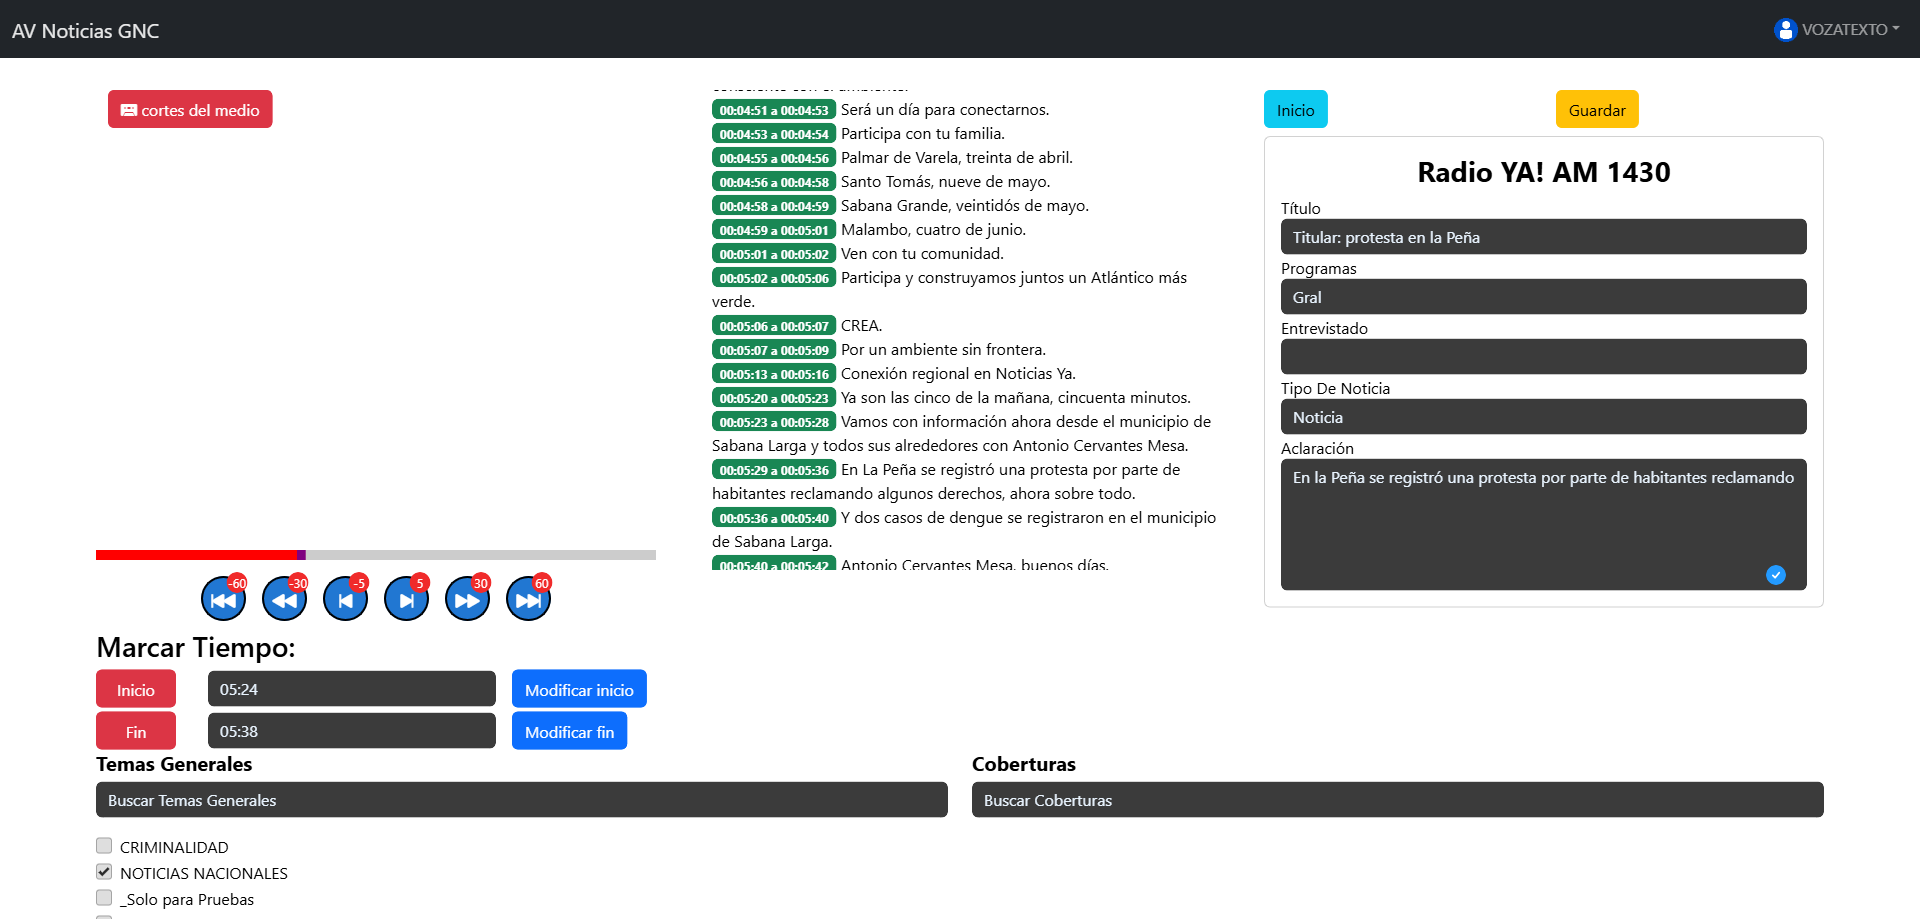 AV Noticias GNC
VOZATEXTO
cortes del medio
-60
-30
-5
5
30
60
Marcar Tiempo:
Inicio
05:24
Modificar inicio
Fin
05:38
Modificar fin
consciente con el ambiente.
00:04:51 a 00:04:53 Será un día para conectarnos.
00:04:53 a 00:04:54 Participa con tu familia.
00:04:55 a 00:04:56 Palmar de Varela, treinta de abril.
00:04:56 a 00:04:58 Santo Tomás, nueve de mayo.
00:04:58 a 00:04:59 Sabana Grande, veintidós de mayo.
00:04:59 a 00:05:01 Malambo, cuatro de junio.
00:05:01 a 00:05:02 Ven con tu comunidad.
00:05:02 a 00:05:06 Participa y construyamos juntos un Atlántico más
verde.
00:05:06 a 00:05:07 CREA.
00:05:07 a 00:05:09 Por un ambiente sin frontera.
00:05:13 a 00:05:16 Conexión regional en Noticias Ya.
00:05:20 a 00:05:23 Ya son las cinco de la mañana, cincuenta minutos.
00:05:23 a 00:05:28 Vamos con información ahora desde el municipio de
Sabana Larga y todos sus alrededores con Antonio Cervantes Mesa.
00:05:29 a 00:05:36 En La Peña se registró una protesta por parte de
habitantes reclamando algunos derechos, ahora sobre todo.
00:05:36 a 00:05:40 Y dos casos de dengue se registraron en el municipio
de Sabana Larga.
00:05:40 a 00:05:42 Antonio Cervantes Mesa, buenos días.
Inicio
Guardar
Radio YA! AM 1430
Título
Titular: protesta en la Peña
Programas
Gral
Entrevistado
Tipo De Noticia
Noticia
Aclaración
En la Peña se registró una protesta por parte de habitantes reclamando
Temas Generales
Buscar Temas Generales
CRIMINALIDAD
NOTICIAS NACIONALES
_Solo para Pruebas
Coberturas
Buscar Coberturas